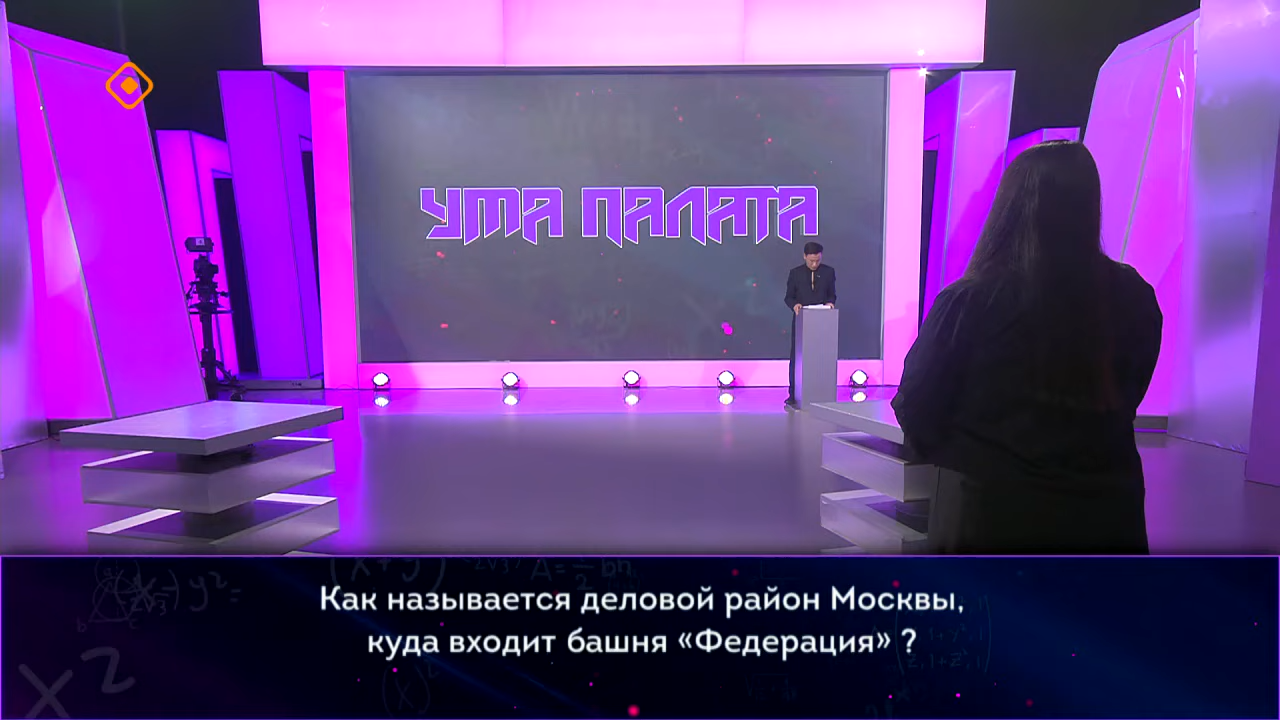 УМА ПАЛАТА
Как называется деловой район Москвы,
куда входит башня «Федерация» ?